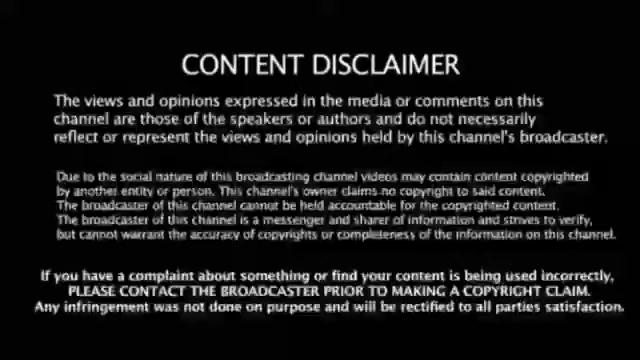 CONTENT DISCLAIMER
The views and opinions expressed in the media or comments on this
channel are those of the speakers or authors and do not necessarily
reflect or represent the views and opinions held by this channel's broadcaster.
Due to the social nature of this broadcasting channel videos may contain content copyrighted
by another entity or person. This channel's owner claims no copyright to said content.
The broadcaster of this channel cannot be held accountable for the copyrighted content.
The broadcaster of this channel is a messenger and sharer of information and strives to verify,
but cannot warrant the accuracy of copyrights or completeness of the information on this channel.
If you have a complaint about something or find your content is being used incorrectly,
PLEASE CONTACT THE BROADCASTER PRIOR TO MAKING A COPYRIGHT CLAIM.
Any infringement was not done on purpose and will be rectified to all parties satisfaction.